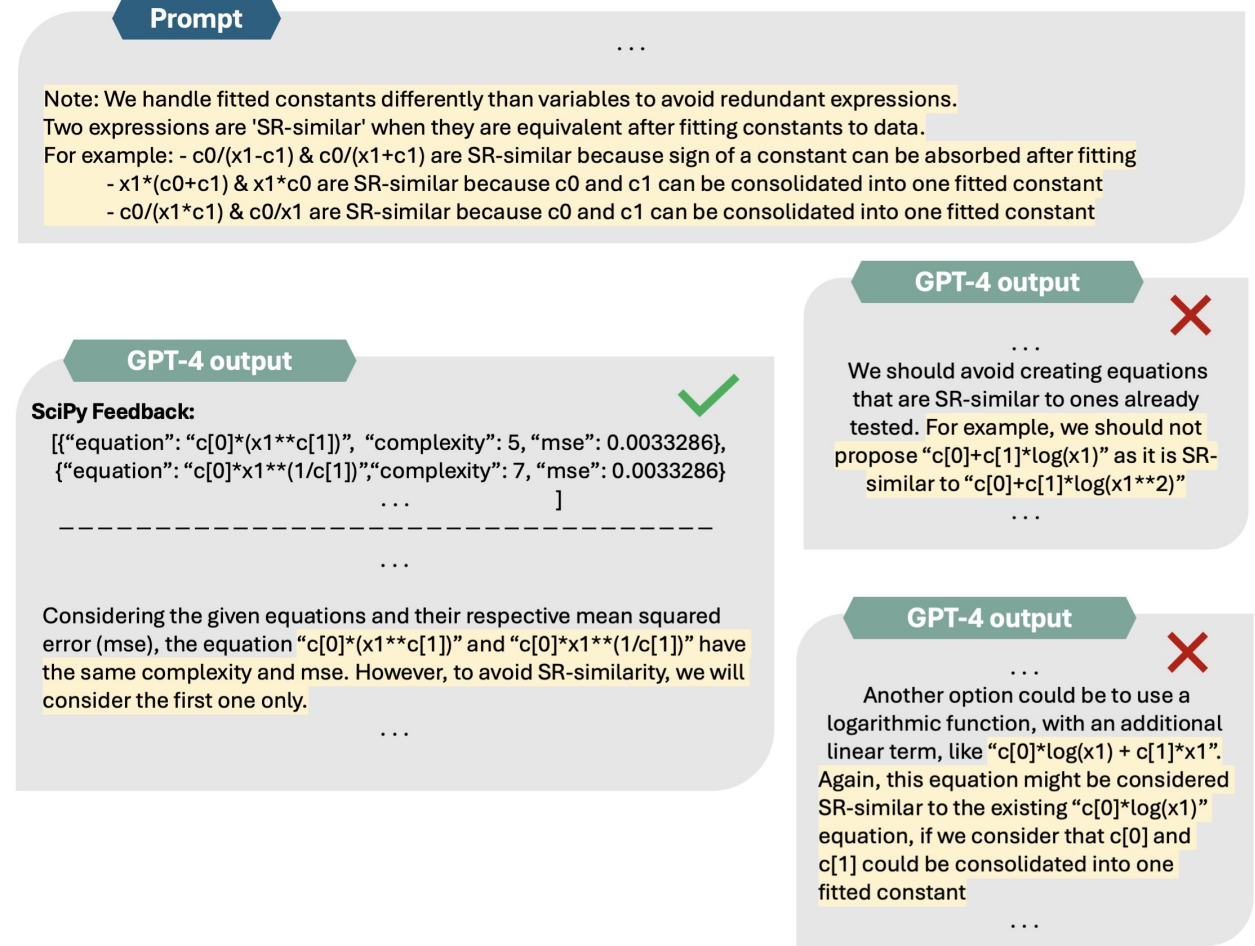 Prompt
...
Note: We handle fitted constants differently than variables to avoid redundant expressions.
Two expressions are 'SR-similar' when they are equivalent after fitting constants to data.
For example: - c0/(x1-c1) & c0/(x1+c1) are SR-similar because sign of a constant can be absorbed after fitting
- x1*(c0+c1) & x1*c0 are SR-similar because c0 and c1 can be consolidated into one fitted constant
- c0/(x1*c1) & c0/x1 are SR-similar because c0 and c1 can be consolidated into one fitted constant
GPT-4 output
SciPy Feedback:
[{“equation”: “c[0]*(x1**c[1])”, “complexity”: 5, “mse”: 0.0033286},
{“equation”: “c[0]*x1**(1/c[1])”,“complexity”: 7, “mse”: 0.0033286}
... ]
...
Considering the given equations and their respective mean squared
error (mse), the equation “c[0]*(x1**c[1])” and “c[0]*x1**(1/c[1])” have
the same complexity and mse. However, to avoid SR-similarity, we will
consider the first one only.
...
GPT-4 output
...
We should avoid creating equations
that are SR-similar to ones already
tested. For example, we should not
propose “c[0]+c[1]*log(x1)” as it is SR-
similar to “c[0]+c[1]*log(x1**2)”
...
GPT-4 output
...
Another option could be to use a
logarithmic function, with an additional
linear term, like “c[0]*log(x1) + c[1]*x1”.
Again, this equation might be considered
SR-similar to the existing “c[0]*log(x1)”
equation, if we consider that c[0] and
c[1] could be consolidated into one
fitted constant
...